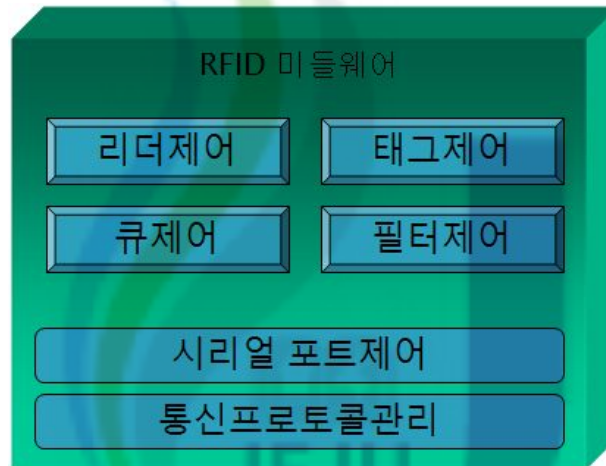 RFID 미들웨어
리더제어 태그제어
큐제어 필터제어
시리얼 포트제어
통신프로토콜관리
JEJU